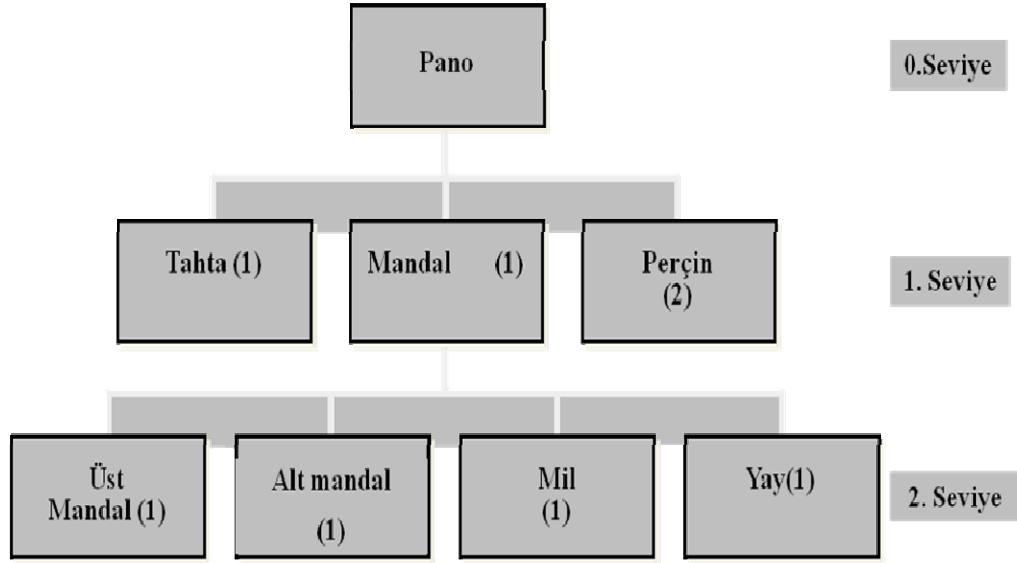 Pano
0.Seviye
Tahta (1)
Mandal (1)
Perçin
(2)
1. Seviye
Üst
Mandal (1)
Alt mandal
(1)
Mil
(1)
Yay(1)
2. Seviye